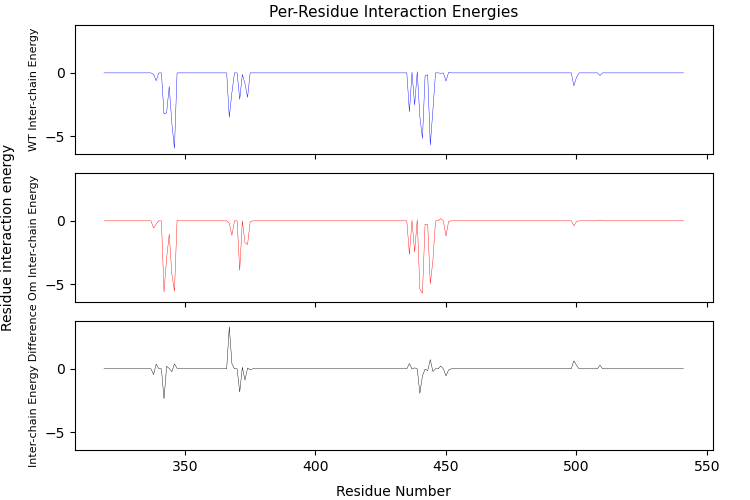 Per-Residue Interaction Energies
Residue interaction energy
WT Inter-chain Energy
0
−5
Om Inter-chain Energy
0
−5
Inter-chain Energy Difference
0
−5
350
400
450
500
550
Residue Number